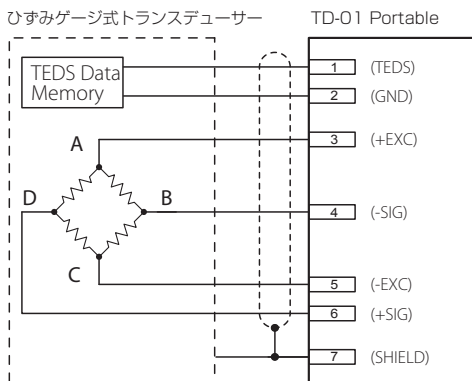 ひずみゲージ式トランスデューサー
TD-01 Portable
TEDS Data
Memory
1 (TEDS)
2 (GND)
A
3 (+EXC)
D
B
4 (-SIG)
C
5 (-EXC)
6 (+SIG)
7 (SHIELD)